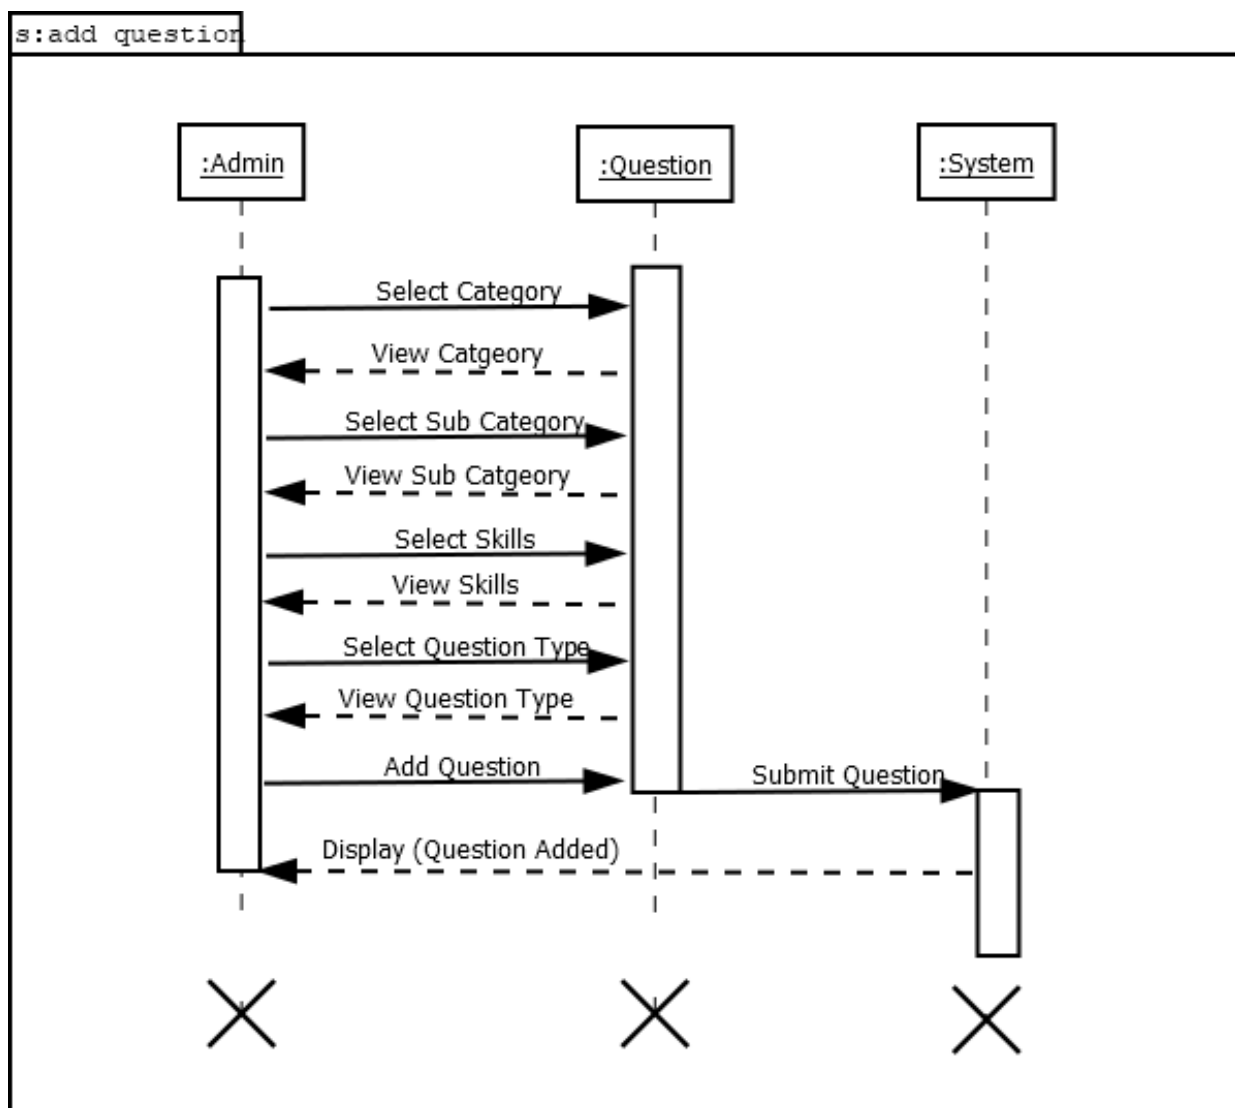 s:add question
:Admin
:Question
:System
Select Category
View Catgeory
Select Sub Category
View Sub Catgeory
Select Skills
View Skills
Select Question Type
View Question Type
Add Question
Submit Question
Display (Question Added)